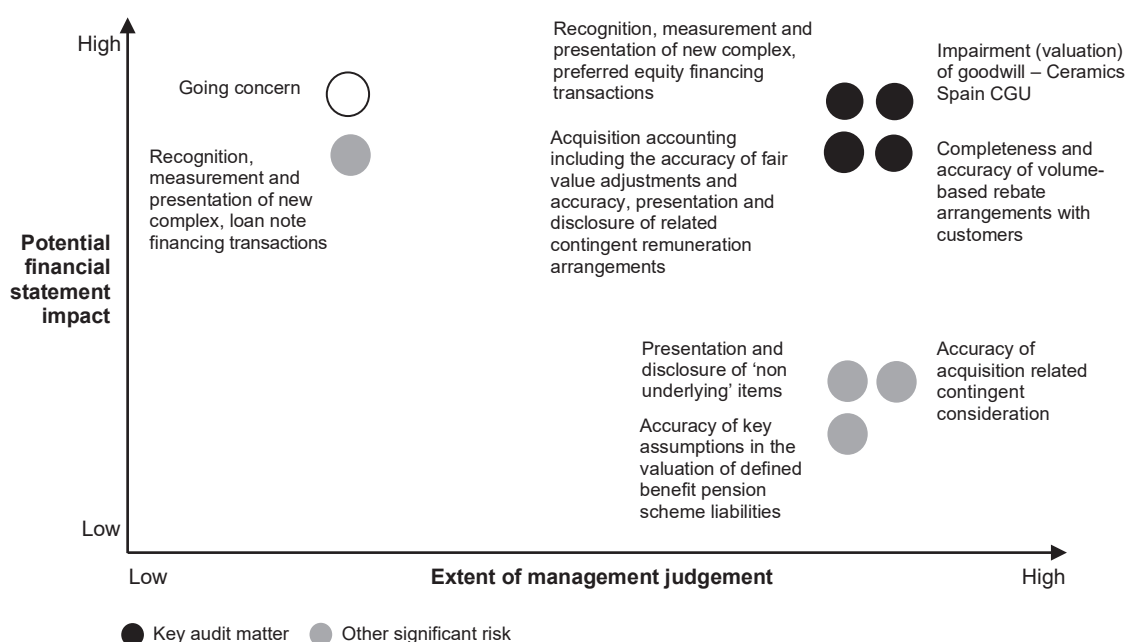 High
Going concern
Recognition,
measurement and
presentation of new
complex, loan note
financing transactions
Recognition, measurement and
presentation of new complex,
preferred equity financing
transactions
Impairment (valuation)
of goodwill – Ceramics
Spain CGU
Acquisition accounting
including the accuracy of fair
value adjustments and
accuracy, presentation and
disclosure of related
contingent remuneration
arrangements
Completeness and
accuracy of volume-
based rebate
arrangements with
customers
Potential
financial
statement
impact
Presentation and
disclosure of ‘non
underlying’ items
Accuracy of
acquisition related
contingent
consideration
Accuracy of key
assumptions in the
valuation of defined
benefit pension
scheme liabilities
Low
Low
Extent of management judgement
High
Key audit matter
Other significant risk